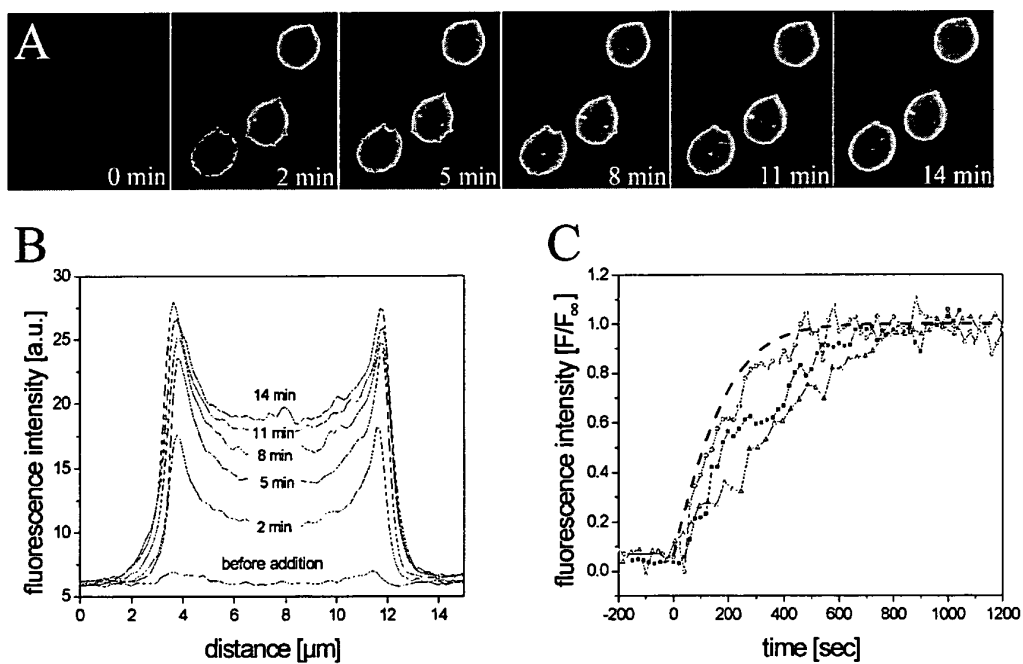 A
0 min 2 min 5 min 8 min 11 min 14 min
B
fluorescence intensity [a.u.]
30
25
20
15
10
5
14 min
11 min
8 min
5 min
2 min
before addition
0 2 4 6 8 10 12 14
distance [µm]
C
fluorescence intensity [F/F∞]
1.2
1.0
0.8
0.6
0.4
0.2
0.0
-200 0 200 400 600 800 1000 1200
time [sec]